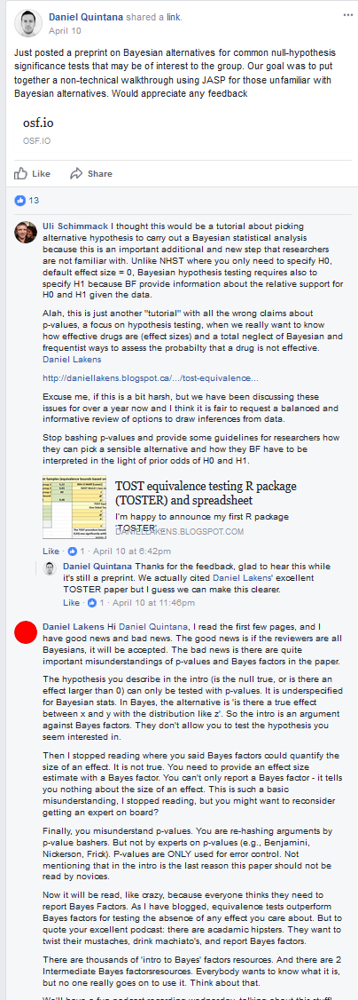 Daniel Quintana shared a link.
April 10
Just posted a preprint on Bayesian alternatives for common null-hypothesis
significance tests that may be of interest to the group. Our goal was to put
together a non-technical walkthrough using JASP for those unfamiliar with
Bayesian alternatives. Would appreciate any feedback
osf.io
OSF.IO
Like Share
13
Uli Schimmack I thought this would be a tutorial about picking
alternative hypothesis to carry out a Bayesian statistical analysis
because this is an important additional and new step that researchers
are not familiar with. Unlike NHST where you only need to specify H0,
default effect size = 0, Bayesian hypothesis testing requires also to
specify H1 because BF provide information about the relative support for
H0 and H1 given the data.
Alah, this is just another "tutorial" with all the wrong claims about
p-values, a focus on hypothesis testing, when we really want to know
how effective drugs are (effect sizes) and a total neglect of Bayesian and
frequentist ways to assess the probabilty that a drug is not effective.
Daniel Lakens
http://daniellakens.blogspot.ca/.../tost-equivalence...
Excuse me, if this is a bit harsh, but we have been discussing these
issues for over a year now and I think it is fair to request a balanced and
informative review of options to draw inferences from data.
Stop bashing p-values and provide some guidelines for researchers how
they can pick a sensible alternative and how they BF have to be
interpreted in the light of prior odds of H0 and H1.
TOST equivalence testing R package
(TOSTER) and spreadsheet
I'm happy to announce my first R package
'TOSTER'...
DANIELLAKENS.BLOGSPOT.COM
Like · 1 · April 10 at 6:42pm
Daniel Quintana Thanks for the feedback, glad to hear this while
it's still a preprint. We actually cited Daniel Lakens' excellent
TOSTER paper but I guess we can make this clearer.
Like · 1 · April 10 at 11:46pm
Daniel Lakens Hi Daniel Quintana, I read the first few pages, and I
have good news and bad news. The good news is if the reviewers are all
Bayesians, it will be accepted. The bad news is there are quite
important misunderstandings of p-values and Bayes factors in the paper.
The hypothesis you describe in the intro (is the null true, or is there an
effect larger than 0) can only be tested with p-values. It is underspecified
for Bayesian stats. In Bayes, the alternative is 'is there a true effect
between x and y with the distribution like z'. So the intro is an argument
against Bayes factors. They don't allow you to test the hypothesis you
seem interested in.
Then I stopped reading where you said Bayes factors could quantify the
size of an effect. It is not true. You need to provide an effect size
estimate with a Bayes factor. You can't only report a Bayes factor - it tells
you nothing about the size of an effect. This is such a basic
misunderstanding, I stopped reading, but you might want to reconsider
getting an expert on board?
Finally, you misunderstand p-values. You are re-hashing arguments by
p-value bashers. But not by experts on p-values (e.g., Benjamini,
Nickerson, Frick). P-values are ONLY used for error control. Not
mentioning that in the intro is the last reason this paper should not be
read by novices.
Now it will be read, like crazy, because everyone thinks they need to
report Bayes Factors. As I have blogged, equivalence tests outperform
Bayes factors for testing the absence of any effect you care about. But to
quote your excellent podcast: there are acadamic hipsters. They want to
twist their mustaches, drink machiato's, and report Bayes factors.
There are thousands of 'intro to Bayes' factors resources. And there are 2
Intermediate Bayes factorsresources. Everybody wants to know what it is,
but no one really goes on to use it. Think about that.